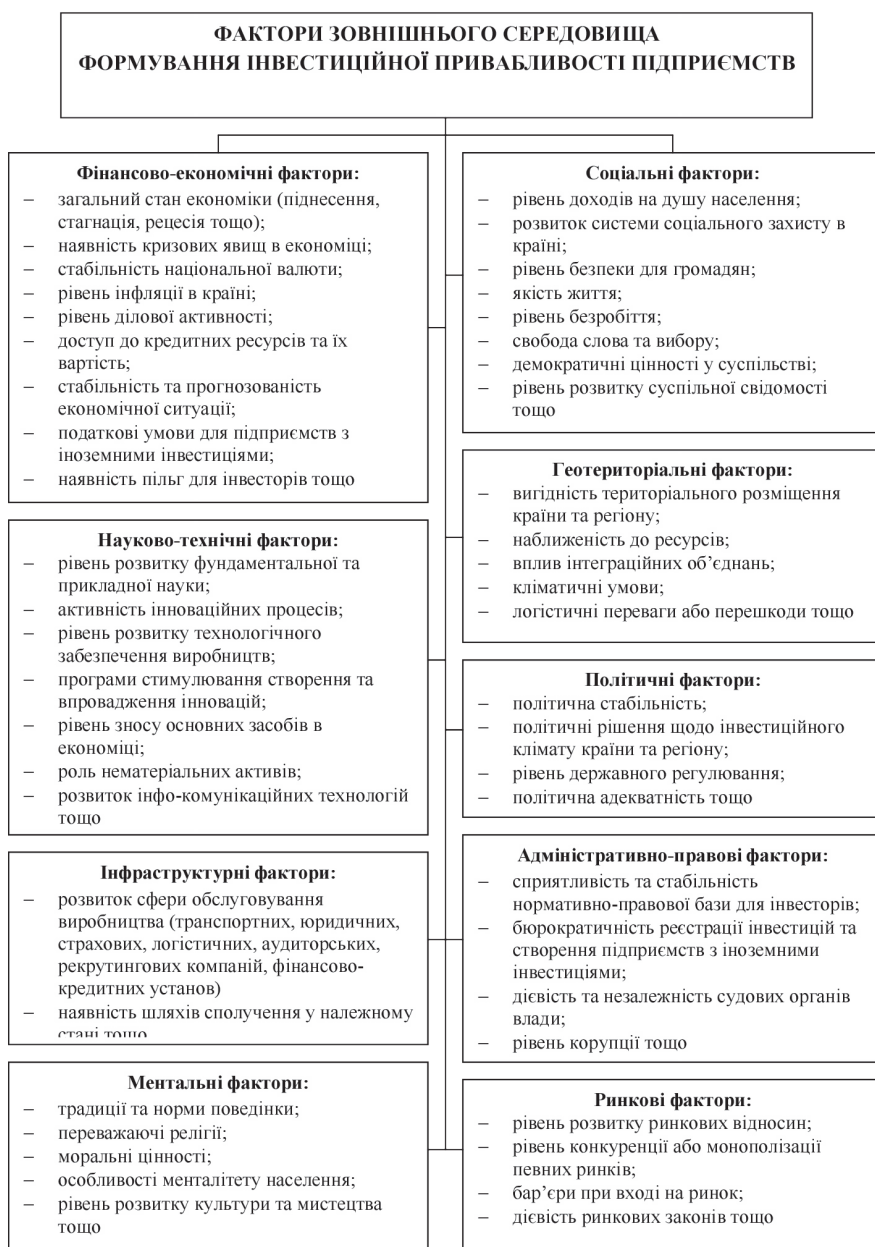 ФАКТОРИ ЗОВНІШНЬОГО СЕРЕДОВИЩА
ФОРМУВАННЯ ІНВЕСТИЦІЙНОЇ ПРИВАБЛИВОСТІ ПІДПРИЄМСТВ
Фінансово-економічні фактори:
– загальний стан економіки (піднесення,
стагнація, рецесія тощо);
– наявність кризових явищ в економіці;
– стабільність національної валюти;
– рівень інфляції в країні;
– рівень ділової активності;
– доступ до кредитних ресурсів та їх
вартість;
– стабільність та прогнозованість
економічної ситуації;
– податкові умови для підприємств з
іноземними інвестиціями;
– наявність пільг для інвесторів тощо
Науково-технічні фактори:
– рівень розвитку фундаментальної та
прикладної науки;
– активність інноваційних процесів;
– рівень розвитку технологічного
забезпечення виробництв;
– програми стимулювання створення та
впровадження інновацій;
– рівень зносу основних засобів в
економіці;
– роль нематеріальних активів;
– розвиток інфо-комунікаційних технологій
тощо
Інфраструктурні фактори:
– розвиток сфери обслуговування
виробництва (транспортних, юридичних,
страхових, логістичних, аудиторських,
рекрутингових компаній, фінансово-
кредитних установ)
– наявність шляхів сполучення у належному
стані тощо
Ментальні фактори:
– традиції та норми поведінки;
– переважаючі релігії;
– моральні цінності;
– особливості менталітету населення;
– рівень розвитку культури та мистецтва
тощо
Соціальні фактори:
– рівень доходів на душу населення;
– розвиток системи соціального захисту в
країні;
– рівень безпеки для громадян;
– якість життя;
– рівень безробіття;
– свобода слова та вибору;
– демократичні цінності у суспільстві;
– рівень розвитку суспільної свідомості
тощо
Геотериторіальні фактори:
– вигідність територіального розміщення
країни та регіону;
– наближеність до ресурсів;
– вплив інтеграційних об’єднань;
– кліматичні умови;
– логістичні переваги або перешкоди тощо
Політичні фактори:
– політична стабільність;
– політичні рішення щодо інвестиційного
клімату країни та регіону;
– рівень державного регулювання;
– політична адекватність тощо
Адміністративно-правові фактори:
– сприятливість та стабільність
нормативно-правової бази для інвесторів;
– бюрократичність реєстрації інвестицій та
створення підприємств з іноземними
інвестиціями;
– дієвість та незалежність судових органів
влади;
– рівень корупції тощо
Ринкові фактори:
– рівень розвитку ринкових відносин;
– рівень конкуренції або монополізації
певних ринків;
– бар’єри при вході на ринок;
– дієвість ринкових законів тощо